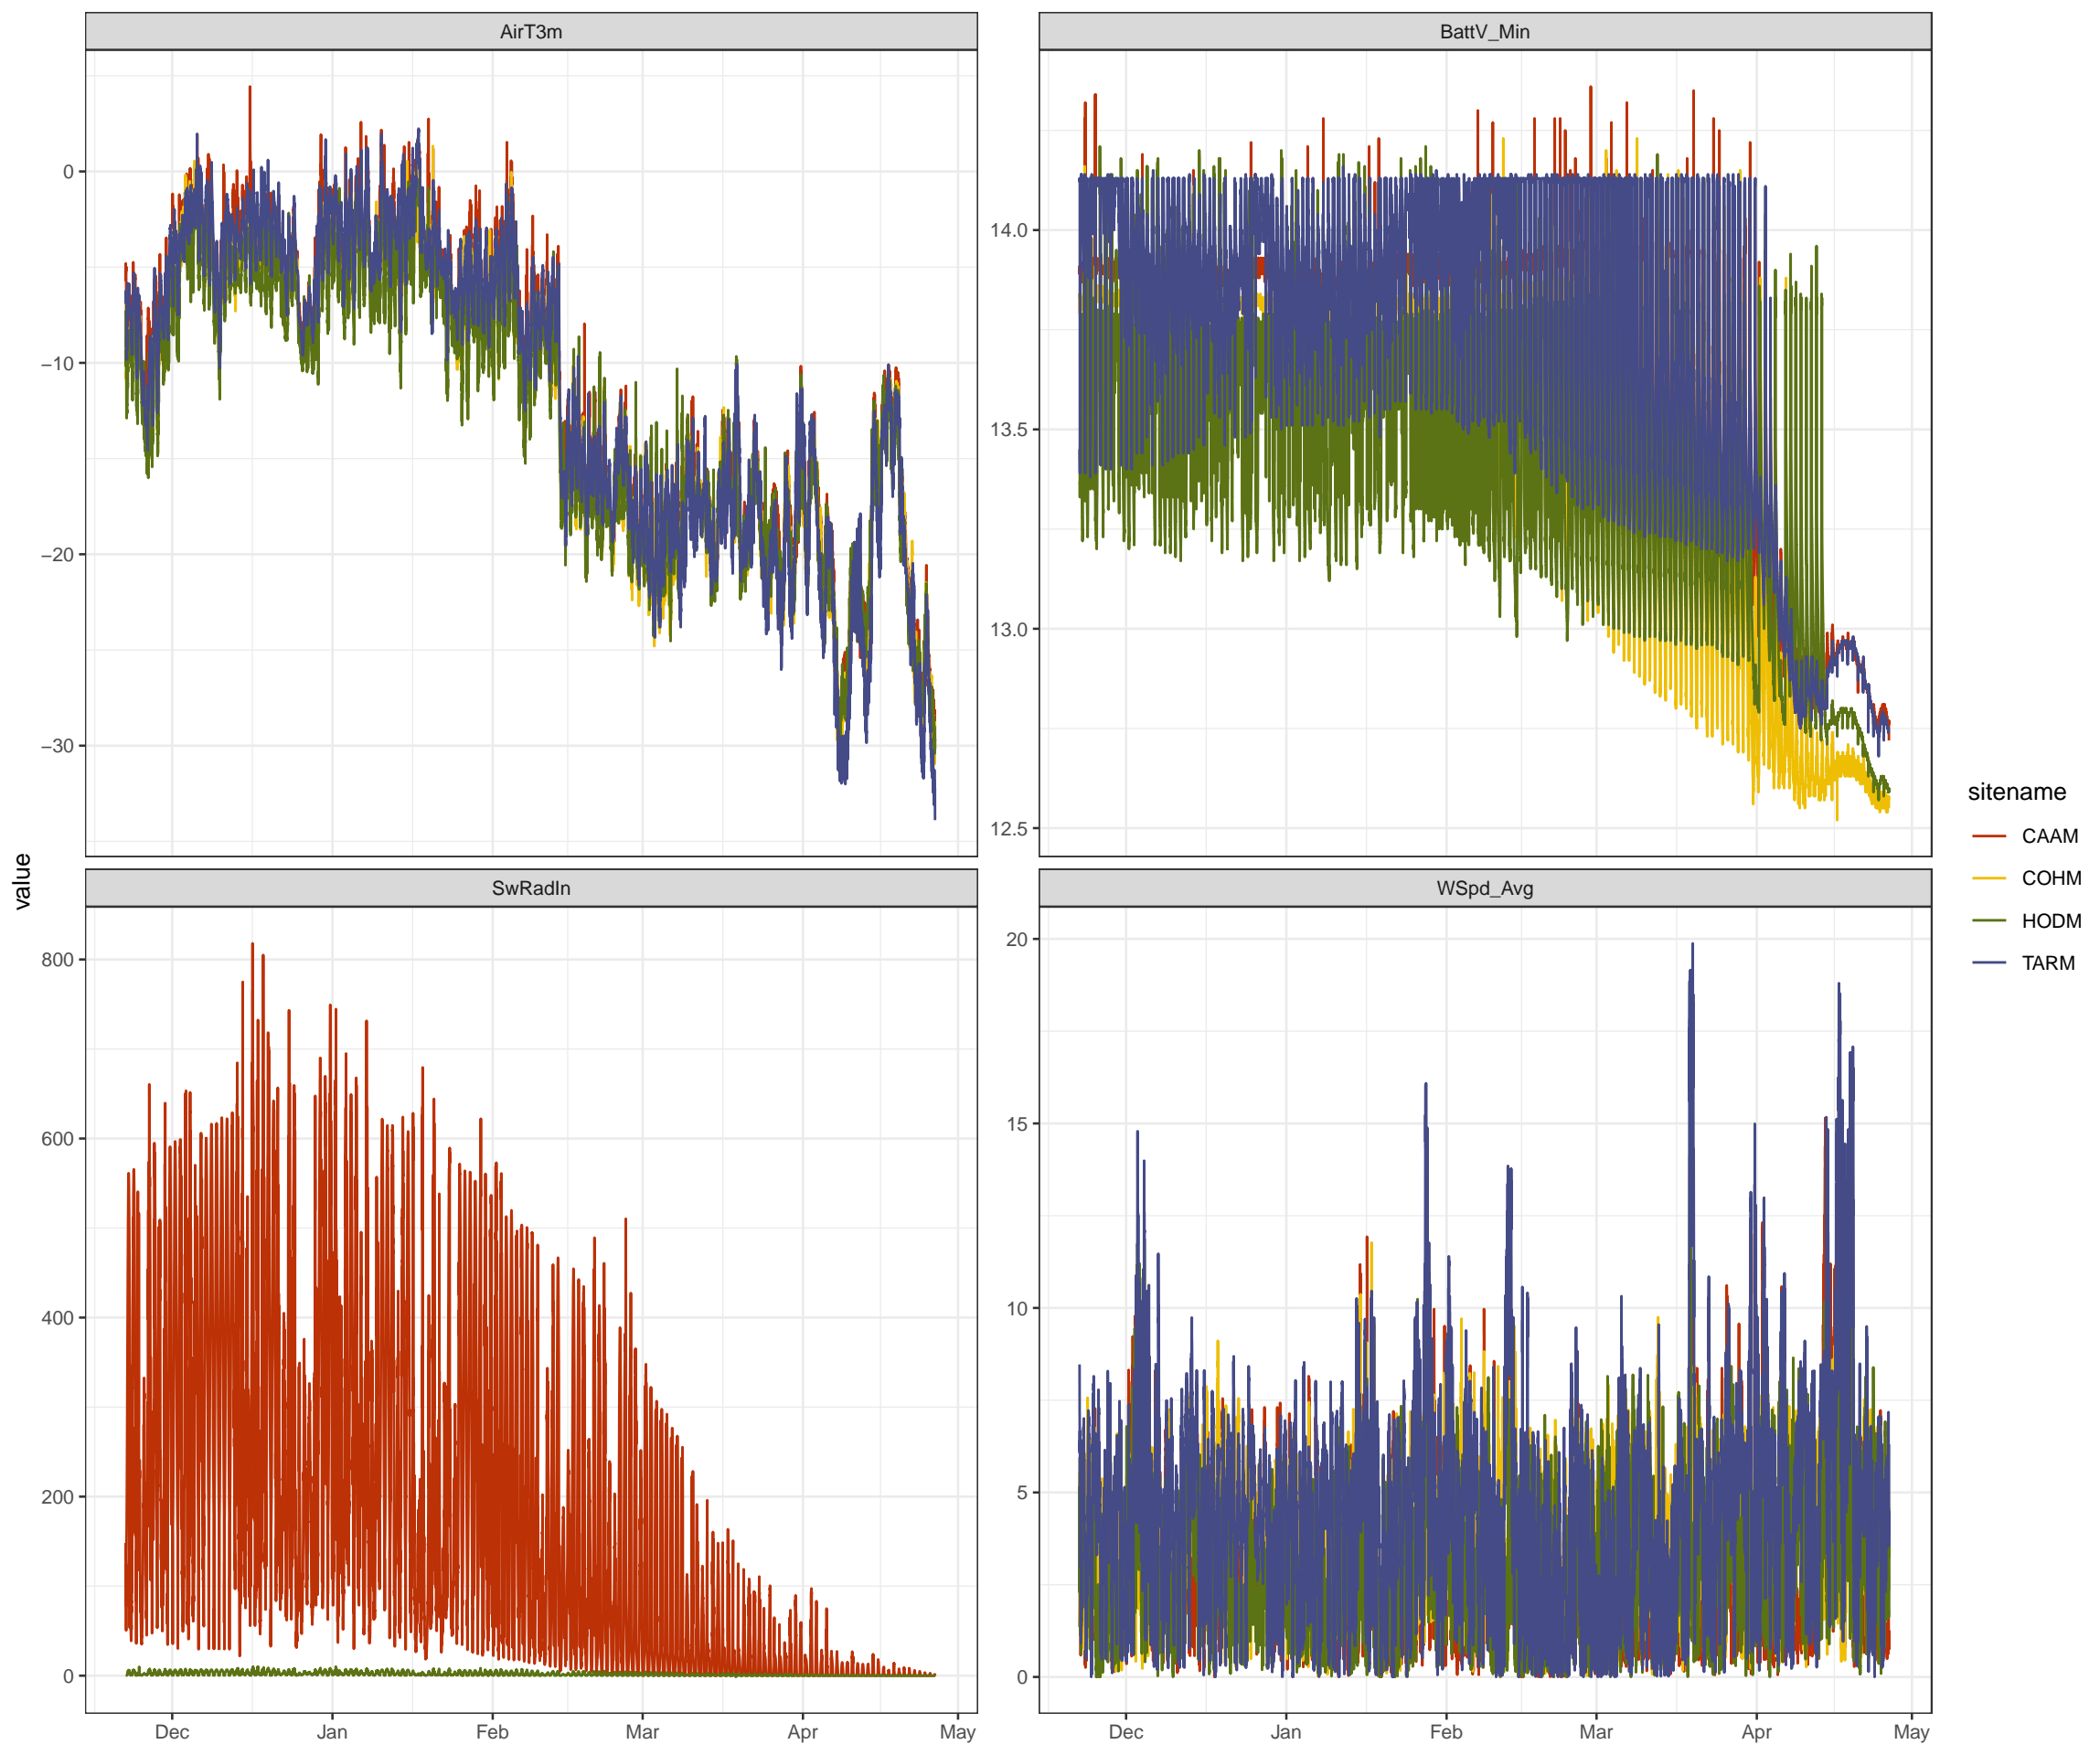 AirT3m
BattV_Min
0
−10
−20
−30
14.0
13.5
13.0
12.5
value
SwRadIn
WSpd_Avg
800
600
400
200
0
20
15
10
5
0
Dec Jan Feb Mar Apr May
Dec Jan Feb Mar Apr May
sitename
CAAM
COHM
HODM
TARM